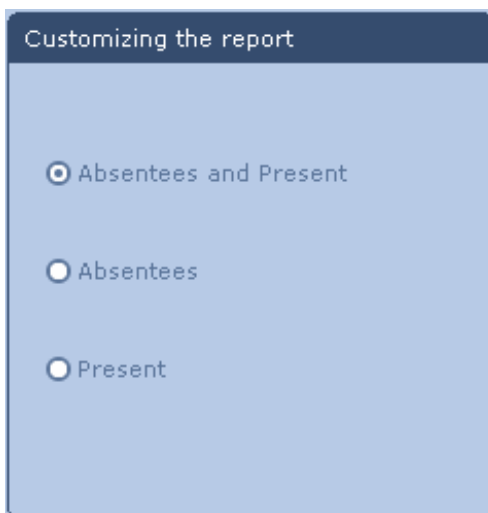 Customizing the report
Absentees and Present
Absentees
Present